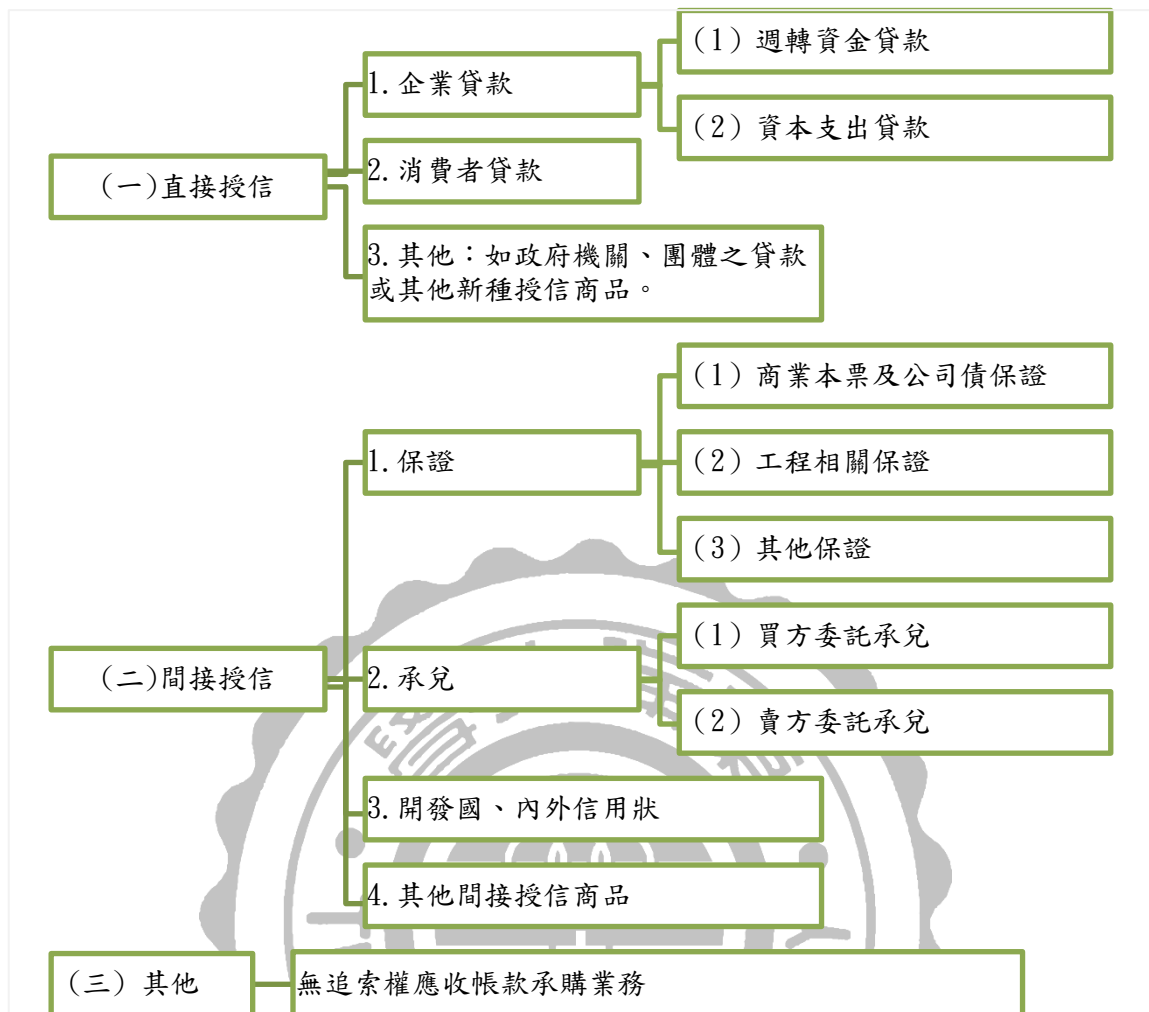 (一)直接授信
1.企業貸款
(1) 週轉資金貸款
(2) 資本支出貸款
2.消費者貸款
3.其他：如政府機關、團體之貸款
或其他新種授信商品。
(二)間接授信
1.保證
(1) 商業本票及公司債保證
(2) 工程相關保證
(3) 其他保證
2.承兌
(1) 買方委託承兌
(2) 賣方委託承兌
3.開發國、內外信用狀
4.其他間接授信商品
(三) 其他
無追索權應收帳款承購業務